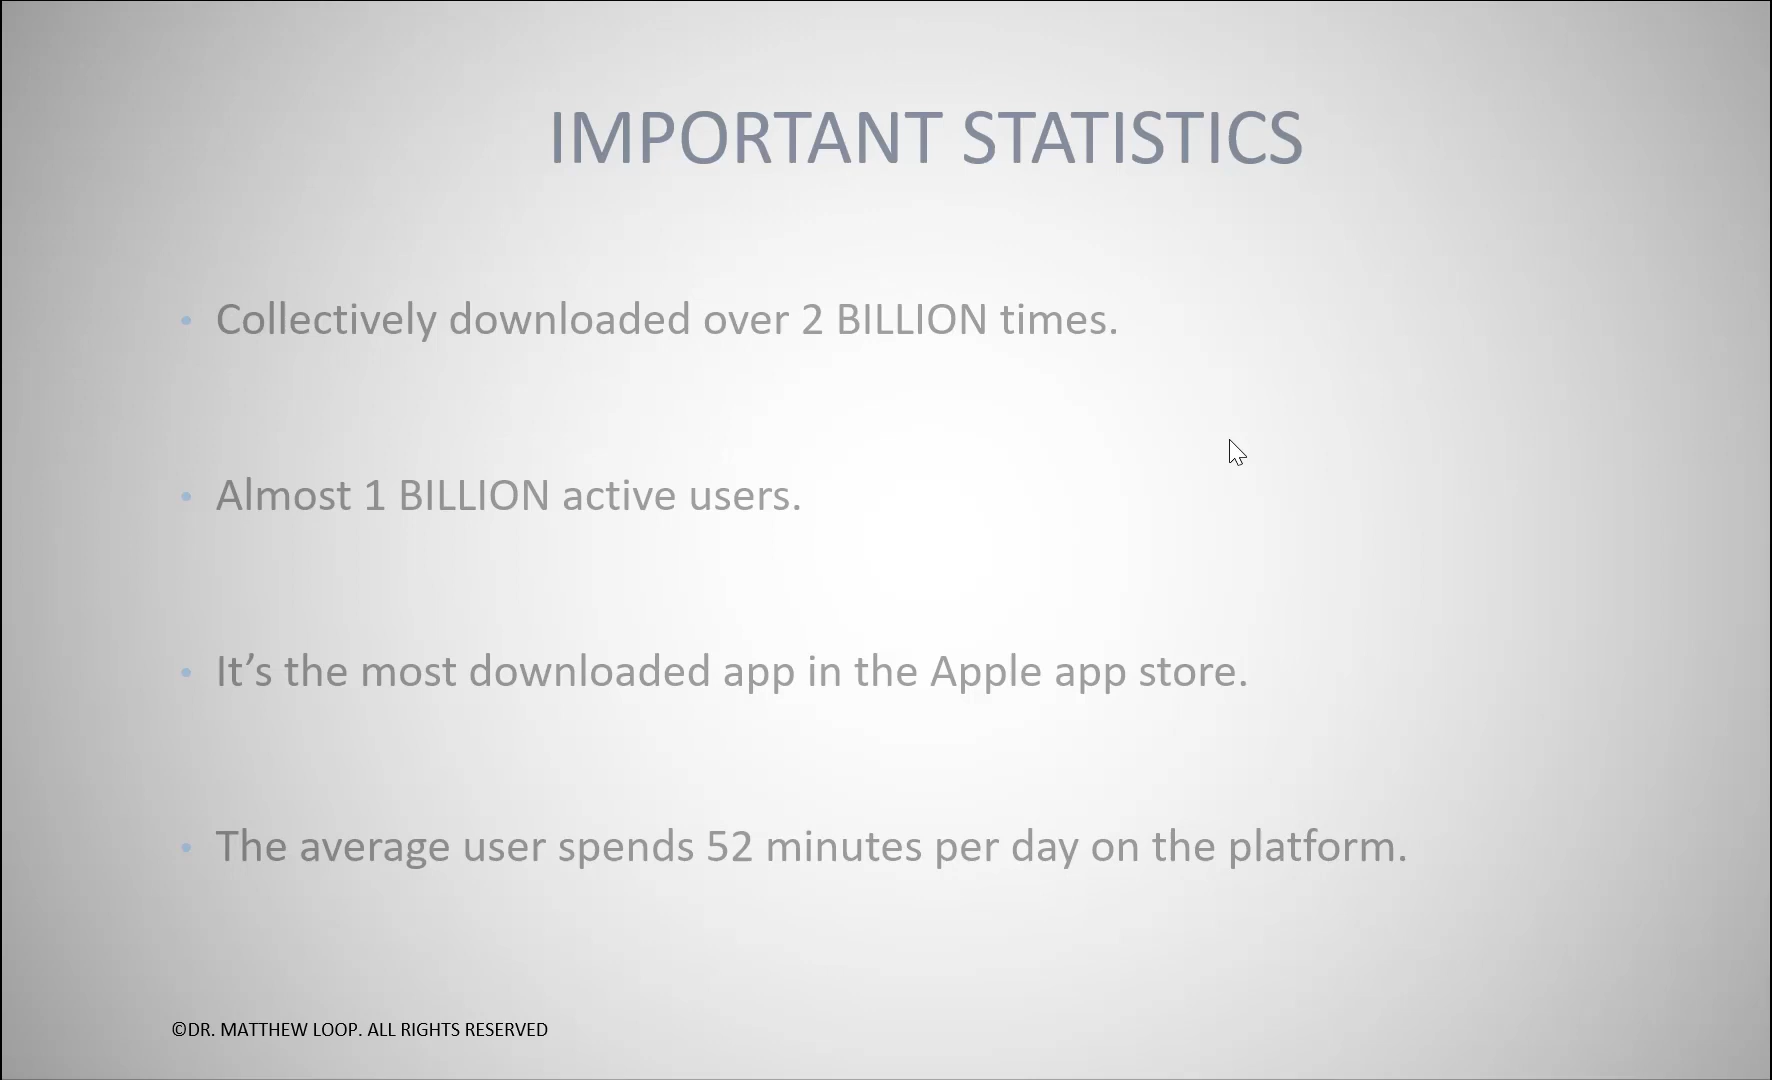 IMPORTANT STATISTICS
• Collectively downloaded over 2 BILLION times.
• Almost 1 BILLION active users.
• It’s the most downloaded app in the Apple app store.
• The average user spends 52 minutes per day on the platform.
©DR. MATTHEW LOOP. ALL RIGHTS RESERVED